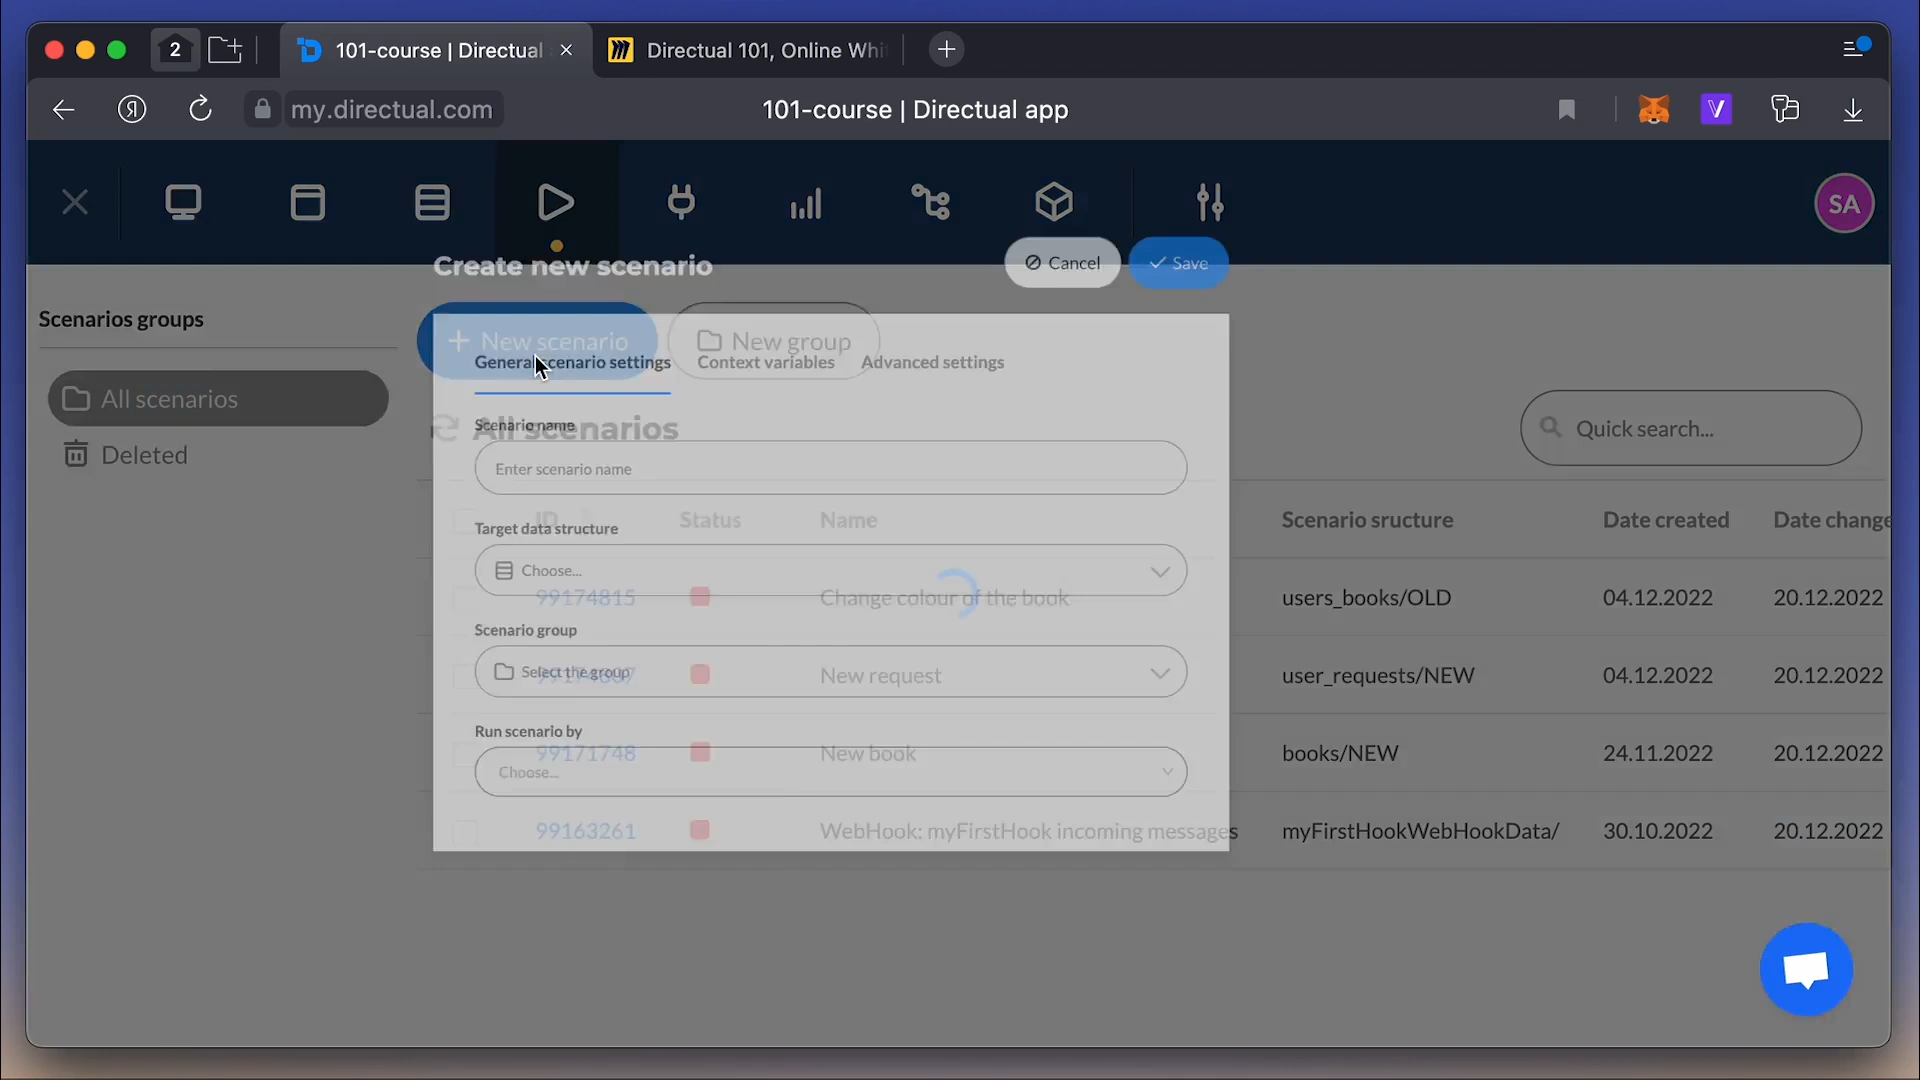 2
101-course | Directual
Directual 101, Online Whi
my.directual.com
101-course | Directual app
SA
Create new scenario
Cancel
Save
Scenarios groups
New scenario
New group
General scenario settings
Context variables
Advanced settings
All scenarios
Deleted
All scenarios
Quick search...
Scenario name
Enter scenario name
ID
Status
Name
Scenario sructure
Date created
Date change
Target data structure
Choose...
99174815
Change colour of the book
users_books/OLD
04.12.2022
20.12.2022
Scenario group
Select the group
New request
user_requests/NEW
04.12.2022
20.12.2022
Run scenario by
99171748
New book
books/NEW
24.11.2022
20.12.2022
Choose...
99163261
WebHook: myFirstHook incoming messages
myFirstHookWebHookData/
30.10.2022
20.12.2022